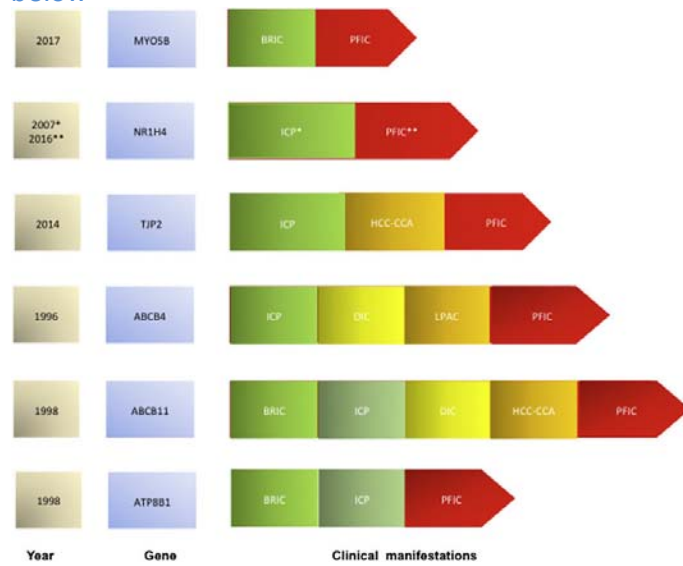 below
2017 MYO5B BRIC PFIC
2007*
2016** NR1H4 ICP* PFIC**
2014 TJP2 ICP HCC-CCA PFIC
1996 ABCB4 ICP DIC LPAC PFIC
1998 ABCB11 BRIC ICP DIC HCC-CCA PFIC
1998 ATP8B1 BRIC ICP PFIC
Year Gene Clinical manifestations